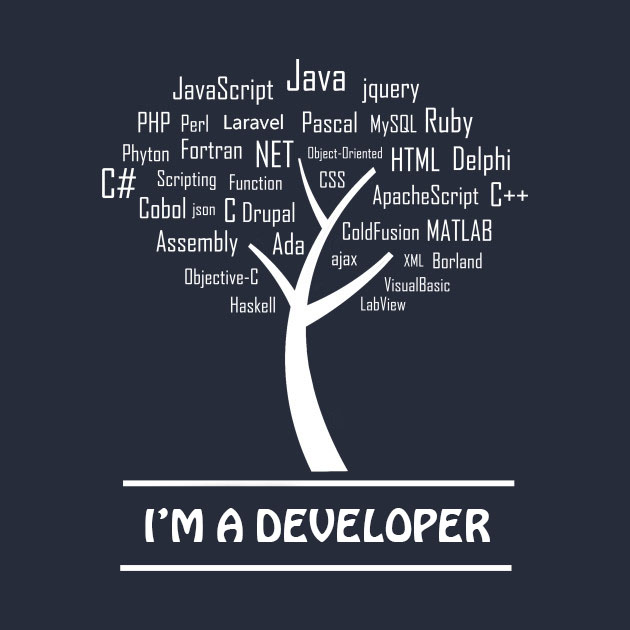 JavaScript Java jquery
PHP Perl Laravel Pascal MySQL Ruby
Phyton Fortran NET Object-Oriented HTML Delphi
C# Scripting Function CSS ApacheScript C++
Cobol json C Drupal ColdFusion MATLAB
Assembly Ada ajax XML Borland
Objective-C VisualBasic
Haskell LabView
I'M A DEVELOPER